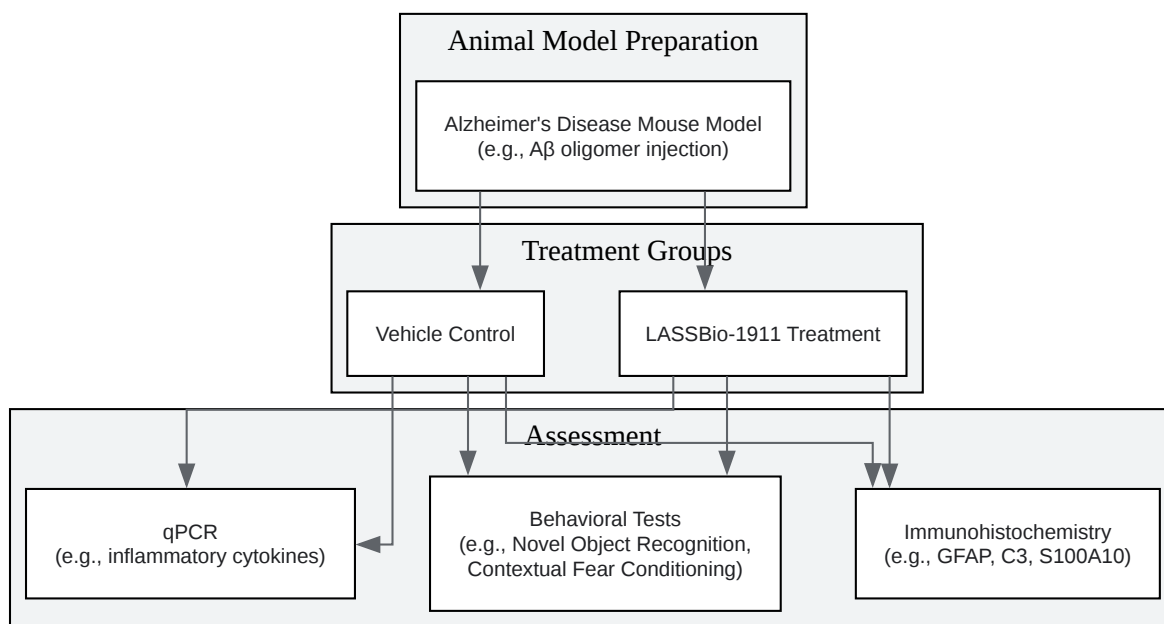 Animal Model Preparation
Alzheimer's Disease Mouse Model
(e.g., Aβ oligomer injection)
Treatment Groups
Vehicle Control
LASSBio-1911 Treatment
Assessment
qPCR
(e.g., inflammatory cytokines)
Behavioral Tests
(e.g., Novel Object Recognition,
Contextual Fear Conditioning)
Immunohistochemistry
(e.g., GFAP, C3, S100A10)